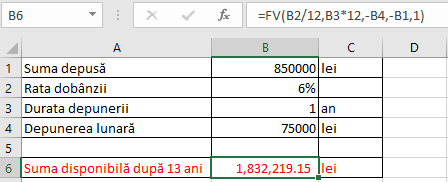 B6 =FV(B2/12,B3*12,-B4,-B1,1)
A B C
1 Suma depusă 850000 lei
2 Rata dobânzii 6%
3 Durata depunerii 1 an
4 Depunerea lunară 75000 lei
5
6 Suma disponibilă după 13 ani 1,832,219.15 lei